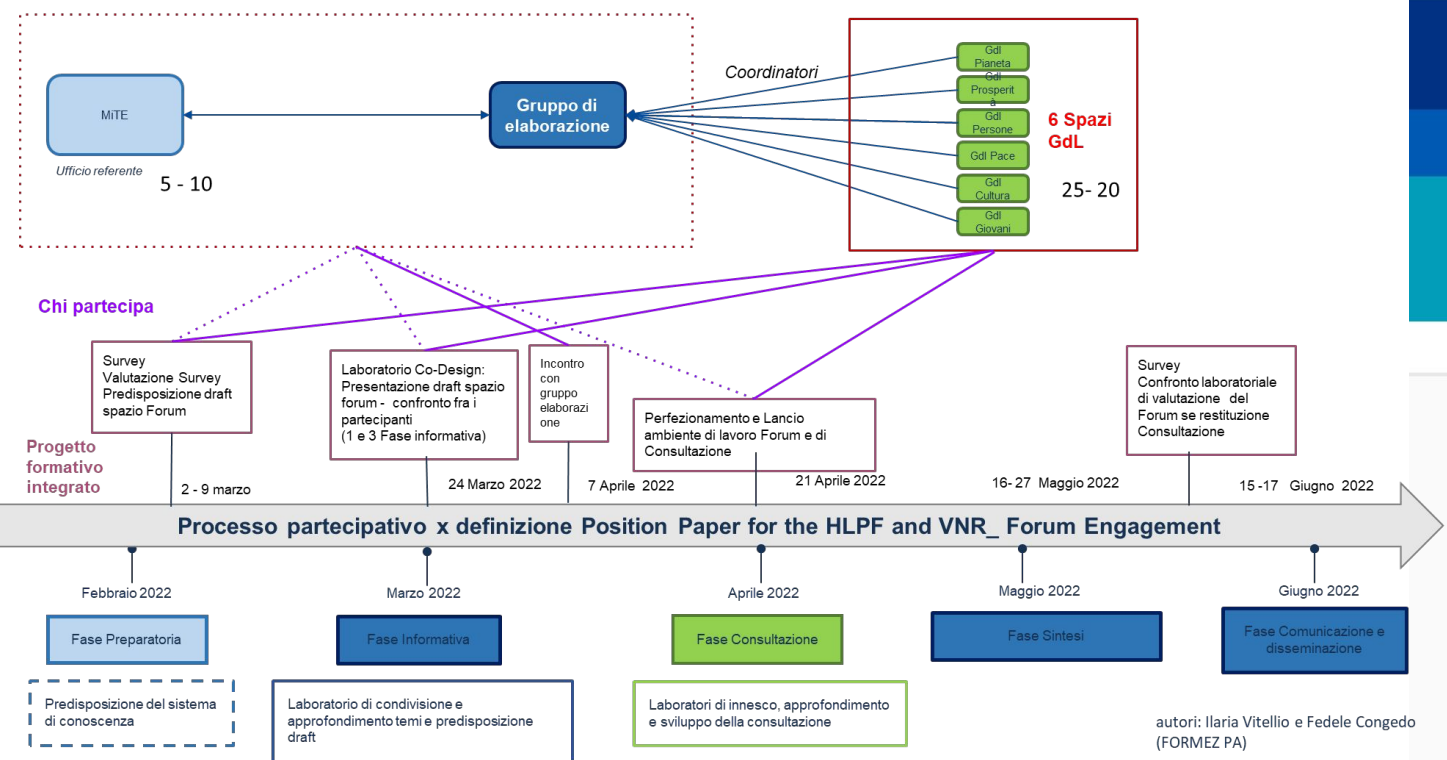 MiTE
Ufficio referente
5 - 10
Gruppo di
elaborazione
Coordinatori
Gdl
Pianeta
Gdl
Prosperit
à
Gdl
Persone
Gdl Pace
Gdl
Cultura
Gdl
Giovani
6 Spazi
GdL
25- 20
Chi partecipa
Survey
Valutazione Survey
Predisposizione draft
spazio Forum
Laboratorio Co-Design:
Presentazione draft spazio
forum - confronto fra i
partecipanti
(1 e 3 Fase informativa)
Incontro
con
gruppo
elaborazi
one
Perfezionamento e Lancio
ambiente di lavoro Forum e di
Consultazione
Survey
Confronto laboratoriale
di valutazione del
Forum se restituzione
Consultazione
Progetto
formativo
integrato
2 - 9 marzo
24 Marzo 2022
7 Aprile 2022
21 Aprile 2022
16- 27 Maggio 2022
15 -17 Giugno 2022
Processo partecipativo x definizione Position Paper for the HLPF and VNR_ Forum Engagement
Febbraio 2022
Marzo 2022
Aprile 2022
Maggio 2022
Giugno 2022
Fase Preparatoria
Fase Informativa
Fase Consultazione
Fase Sintesi
Fase Comunicazione e
disseminazione
Predisposizione del sistema
di conoscenza
Laboratorio di condivisione e
approfondimento temi e predisposizione
draft
Laboratori di innesco, approfondimento
e sviluppo della consultazione
autori: Ilaria Vitellio e Fedele Congedo
(FORMEZ PA)